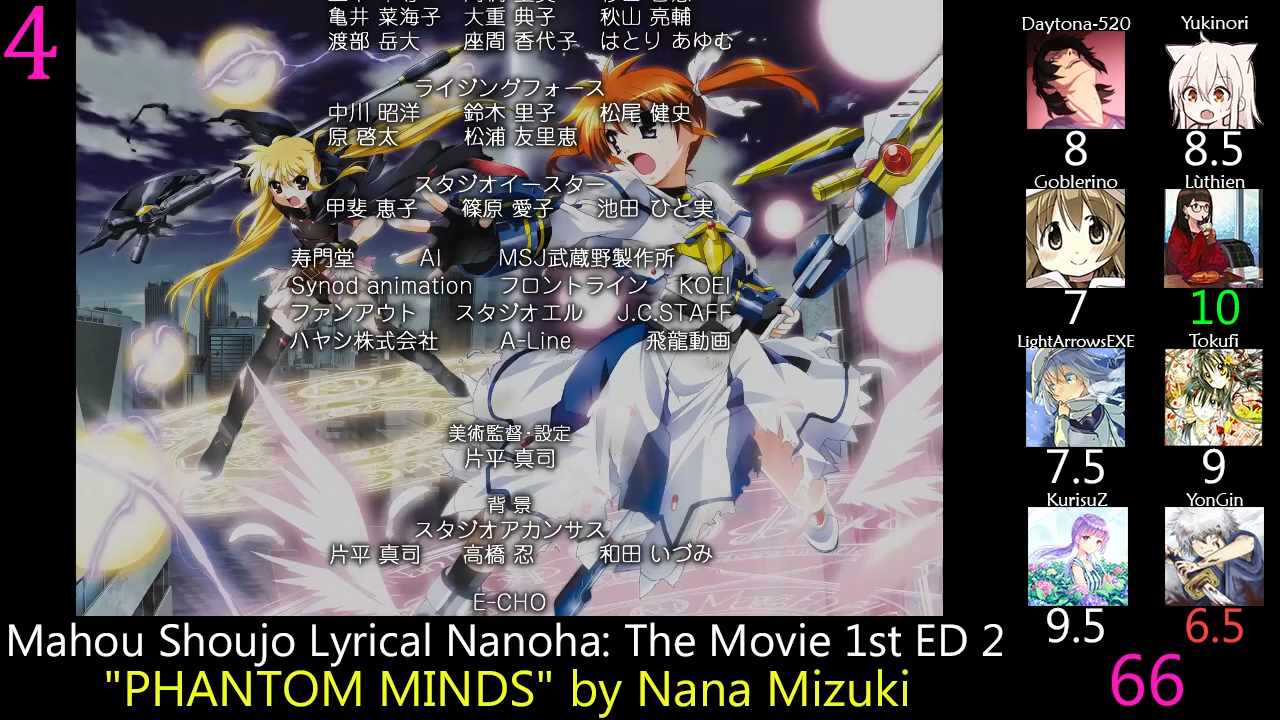 4
亀井 菜海子 大重 典子 秋山 亮輔
渡部 岳大 座間 香代子 はとり あゆむ
ライジングフォース
中川 昭洋 鈴木 里子 松尾 健史
原 啓太 松浦 友里恵
スタジオイースター
甲斐 恵子 篠原 愛子 池田 ひと実
寿門堂 AI MSJ武蔵野製作所
Synod animation フロントライン KOEI
ファンアウト スタジオエル J.C.STAFF
ハヤシ株式会社 A-Line 飛龍動画
美術監督・設定
片平 真司
背 景
スタジオアカンサス
片平 真司 高橋 忍 和田 いづみ
E-CHO
Mahou Shoujo Lyrical Nanoha: The Movie 1st ED 2
"PHANTOM MINDS" by Nana Mizuki
Daytona-520 Yukinori
8 8.5
Goblerino Lùthien
7 10
LightArrowsEXE Tokufi
7.5 9
KurisuZ YonGin
9.5 6.5
66